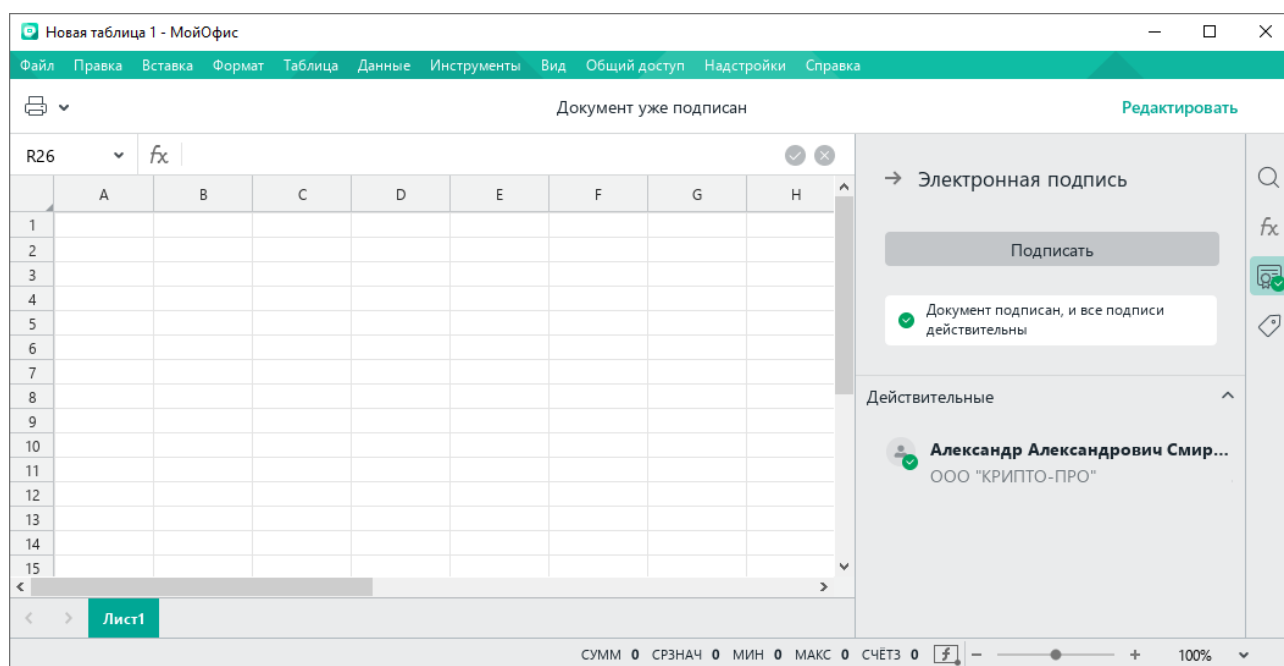 Новая таблица 1 - МойОфис
Файл Правка Вставка Формат Таблица Данные Инструменты Вид Общий доступ Надстройки Справка
Документ уже подписан Редактировать
R26 fx
A B C D E F G H
1
2
3
4
5
6
7
8
9
10
11
12
13
14
15
Электронная подпись
Подписать
Документ подписан, и все подписи
действительны
Действительные
Александр Александрович Смир...
ООО "КРИПТО-ПРО"
fx
Лист1
СУММ 0 СРЗНАЧ 0 МИН 0 МАКС 0 СЧЁТЗ 0 f − + 100%